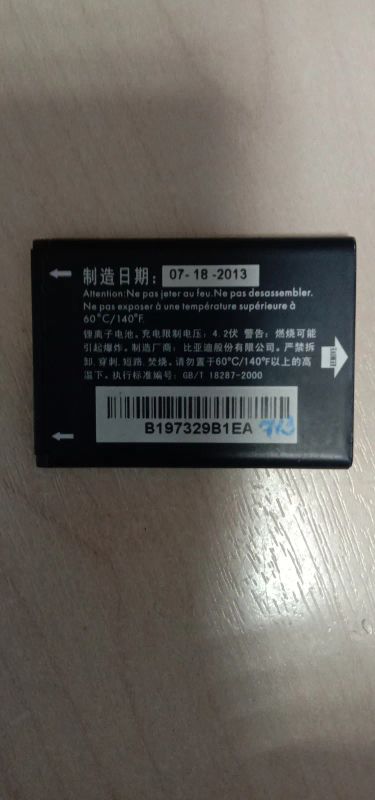 制造日期: 07-18-2013
Attention:Ne pas jeter au feu.Ne pas desassembler.
Ne pas exposer à une température supérieure à
60°C/140°F
锂离子电池。充电限制电压: 4.2伏 警告: 燃烧可能
引起爆炸。制造厂商: 比亚迪股份有限公司。严禁拆
卸.穿刺.短路.焚烧。请勿置于60°C/140°F以上的高
温下。执行标准编号: GB/T 18287-2000
B197329B1EA